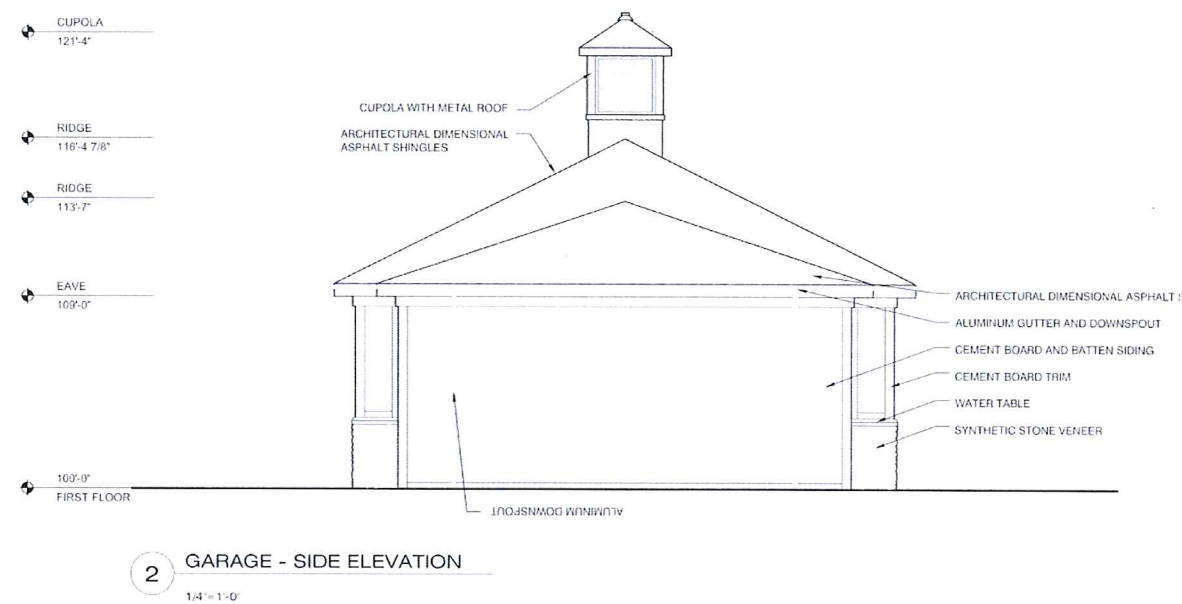 CUPOLA
121'-4"
RIDGE
116'-4 7/8"
RIDGE
113'-7"
EAVE
109'-0"
100'-0"
FIRST FLOOR
CUPOLA WITH METAL ROOF
ARCHITECTURAL DIMENSIONAL
ASPHALT SHINGLES
ARCHITECTURAL DIMENSIONAL ASPHALT
ALUMINUM GUTTER AND DOWNSPOUT
CEMENT BOARD AND BATTEN SIDING
CEMENT BOARD TRIM
WATER TABLE
SYNTHETIC STONE VENEER
ALUMINUM DOWNSPOUT
2
GARAGE - SIDE ELEVATION
1/4"=1'-0"